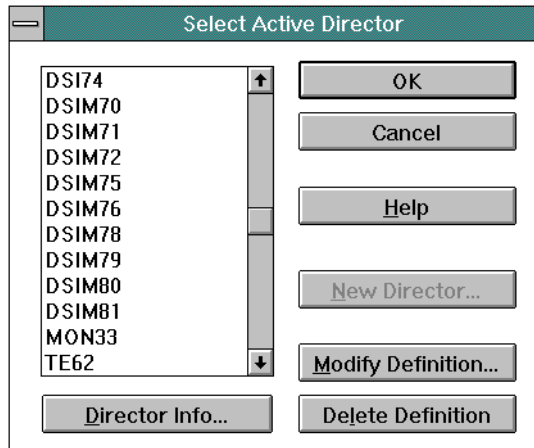 Select Active Director
DSI74
DSIM70
DSIM71
DSIM72
DSIM75
DSIM76
DSIM78
DSIM79
DSIM80
DSIM81
MON33
TE62
OK
Cancel
Help
New Director...
Modify Definition...
Director Info...
Delete Definition